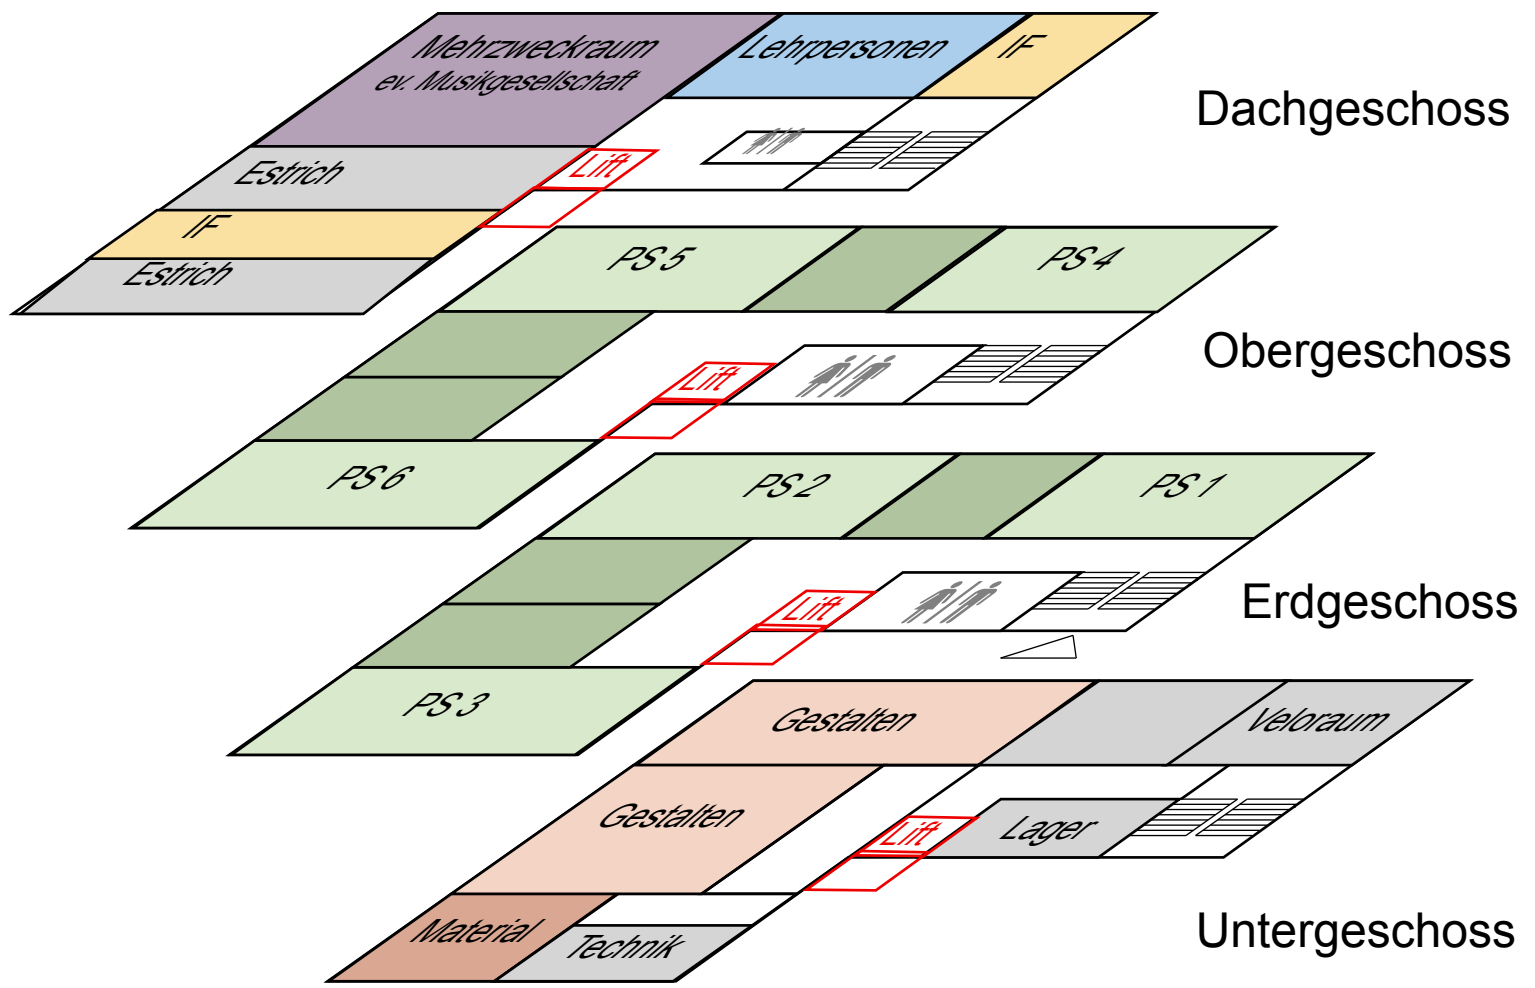 Mehrzweckraum
ev. Musikgesellschaft
Lehrpersonen
IF
Dachgeschoss
Estrich
Lift
IF
Estrich
PS 5
PS 4
Obergeschoss
Lift
PS 6
PS 2
PS 1
Erdgeschoss
Lift
PS 3
Gestalten
Veloraum
Gestalten
Lift
Lager
Material
Technik
Untergeschoss